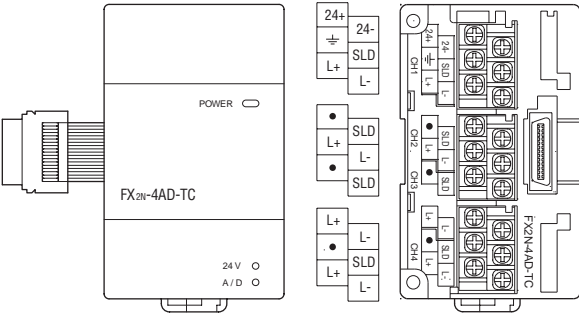 POWER
FX2N-4AD-TC
24 V
A / D
24+
24-
SLD
L+
L-
●
SLD
L+
L-
●
SLD
L+
L-
●
SLD
L+
L-
24+
24-
SLD
L+
L-
CH1
●
SLD
CH2
L+
L-
●
SLD
CH3
L+
L-
●
SLD
CH4
L+
L-
FX2N-4AD-TC